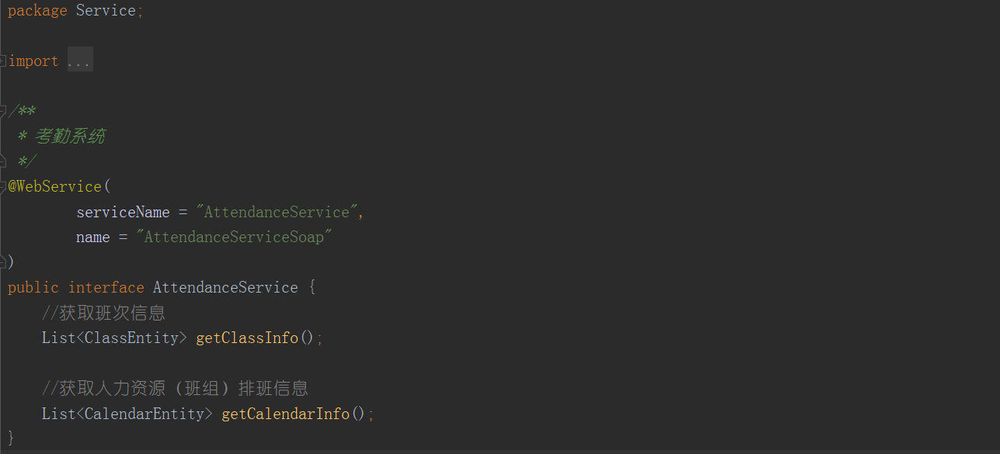 package Service;
import ...
/**
 * 考勤系统
 */
@WebService(
        serviceName = "AttendanceService",
        name = "AttendanceServiceSoap"
)
public interface AttendanceService {
    //获取班次信息
    List<ClassEntity> getClassInfo();
    //获取人力资源（班组）排班信息
    List<CalendarEntity> getCalendarInfo();
}